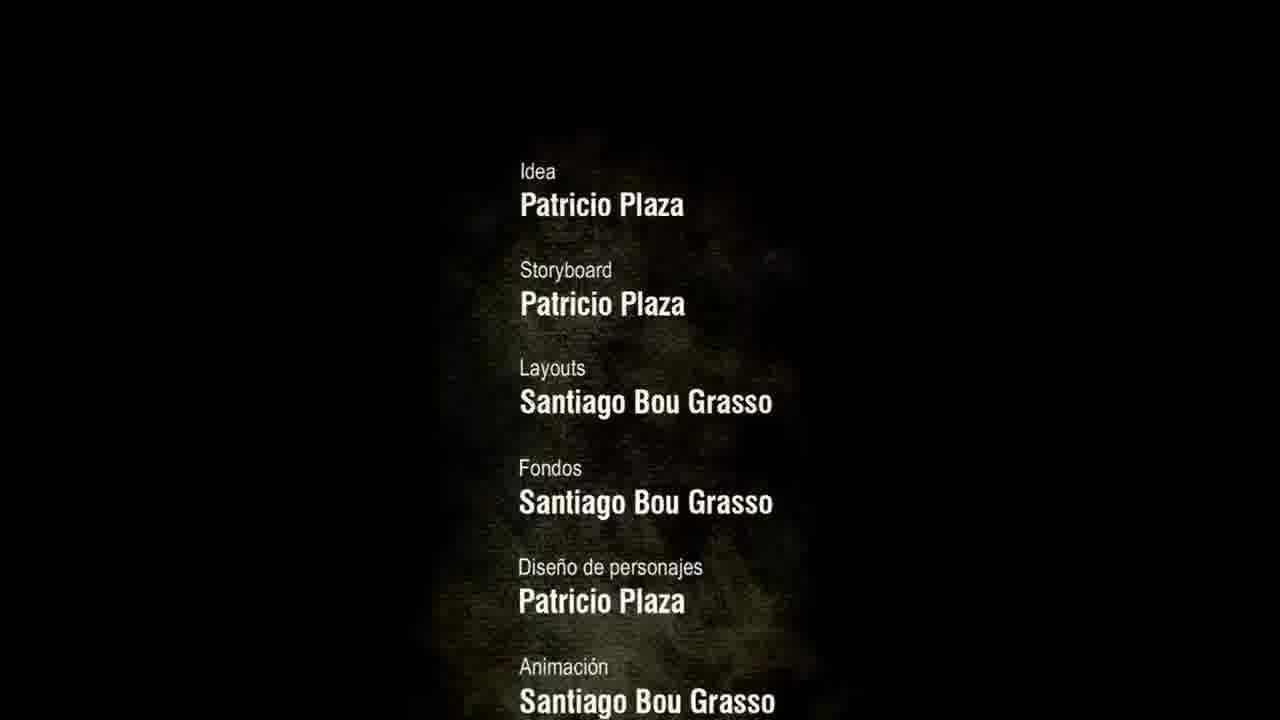 Idea
Patricio Plaza
Storyboard
Patricio Plaza
Layouts
Santiago Bou Grasso
Fondos
Santiago Bou Grasso
Diseño de personajes
Patricio Plaza
Animación
Santiago Bou Grasso